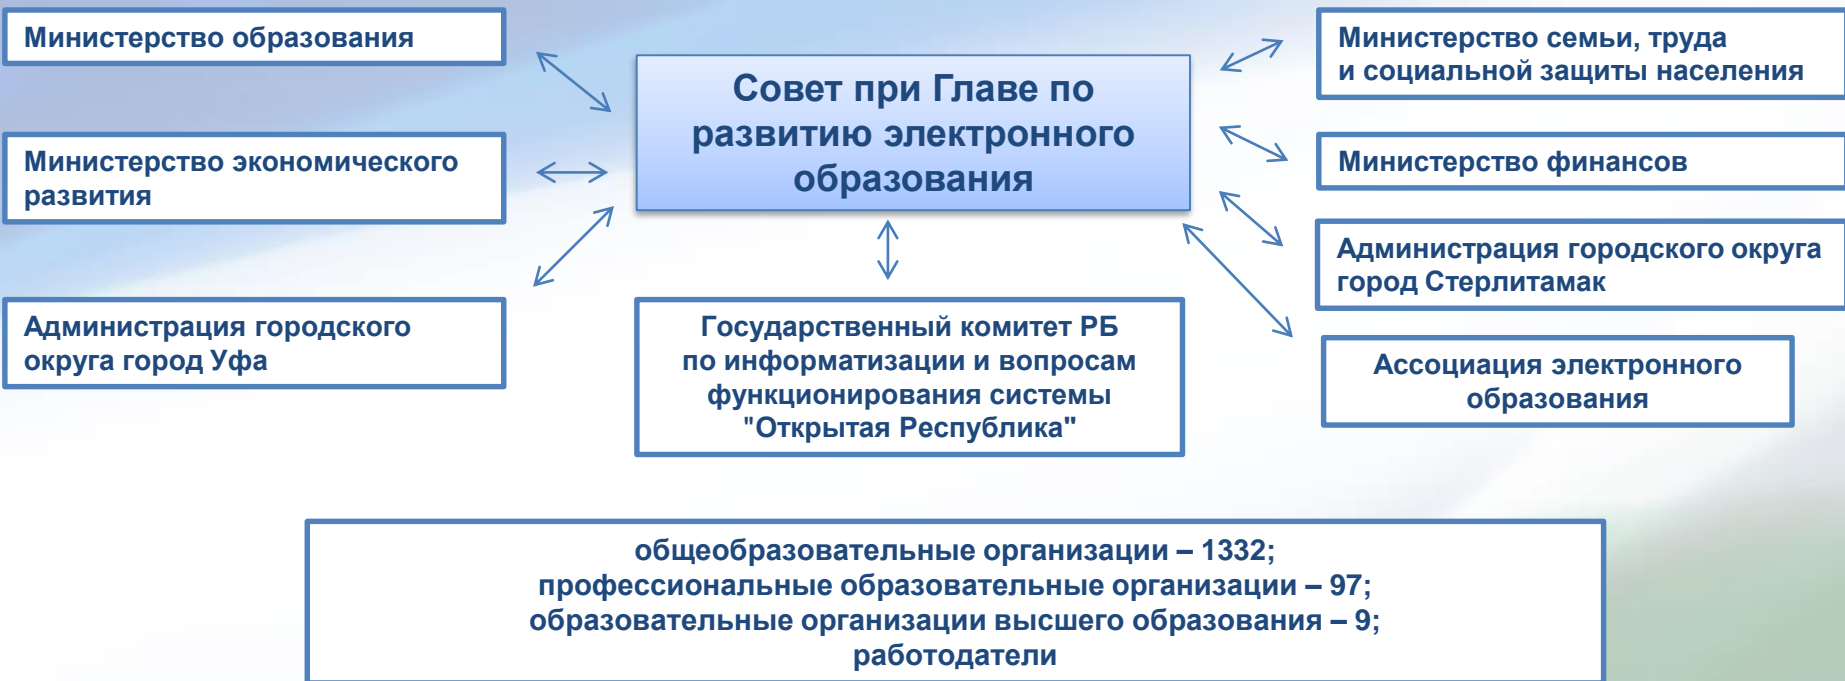 Министерство образования
Министерство экономического
развития
Администрация городского
округа город Уфа
Совет при Главе по
развитию электронного
образования
Государственный комитет РБ
по информатизации и вопросам
функционирования системы
"Открытая Республика"
Министерство семьи, труда
и социальной защиты населения
Министерство финансов
Администрация городского округа
город Стерлитамак
Ассоциация электронного
образования
общеобразовательные организации – 1332;
профессиональные образовательные организации – 97;
образовательные организации высшего образования – 9;
работодатели